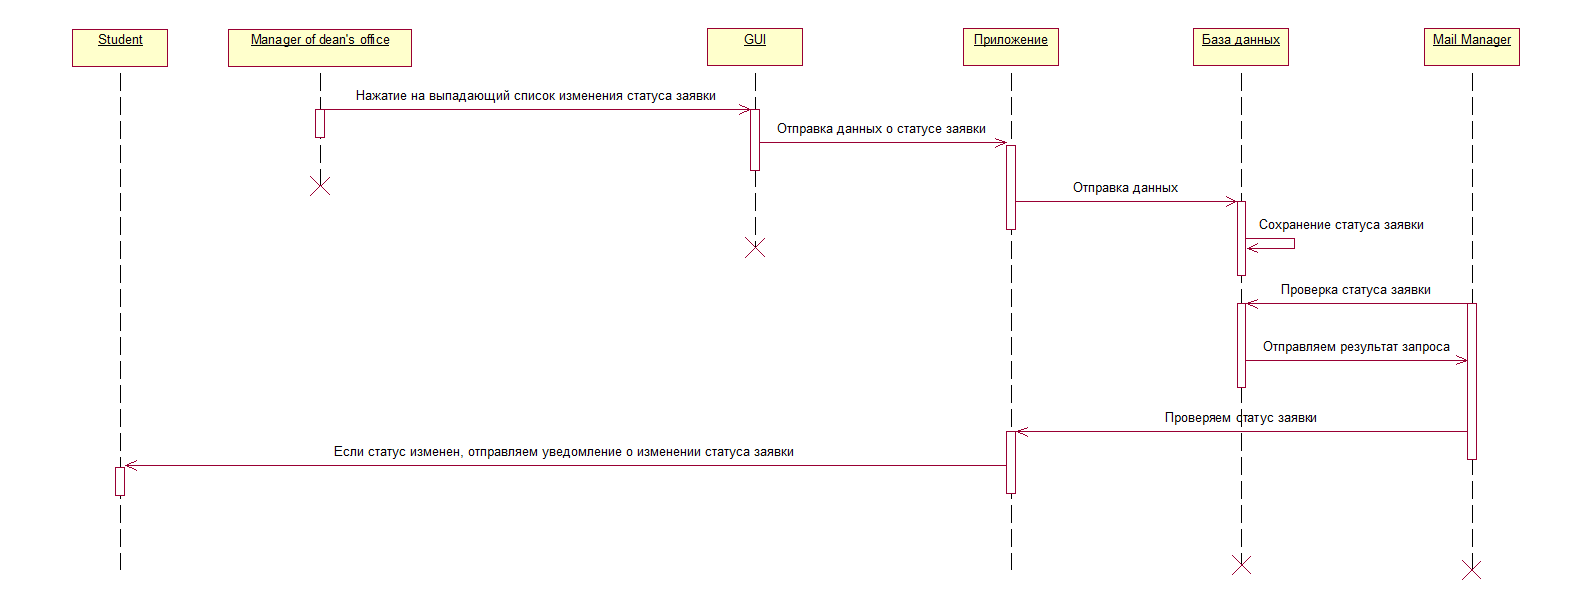 Student
Manager of dean's office
GUI
Приложение
База данных
Mail Manager
Нажатие на выпадающий список изменения статуса заявки
Отправка данных о статусе заявки
Отправка данных
Сохранение статуса заявки
Проверка статуса заявки
Отправляем результат запроса
Проверяем статус заявки
Если статус изменен, отправляем уведомление о изменении статуса заявки